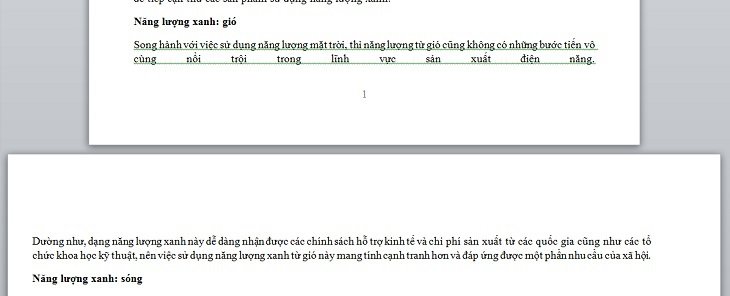 Năng lượng xanh: gió
Song hành với việc sử dụng năng lượng mặt trời, thì năng lượng từ gió cũng không có những bước tiến vô
cùng nổi trội trong lĩnh vực sản xuất điện năng.
1
Dường như, dạng năng lượng xanh này dễ dàng nhận được các chính sách hỗ trợ kinh tế và chi phí sản xuất từ các quốc gia cũng như các tổ
chức khoa học kỹ thuật, nên việc sử dụng năng lượng xanh từ gió này mang tính cạnh tranh hơn và đáp ứng được một phần nhu cầu của xã hội.
Năng lượng xanh: sóng